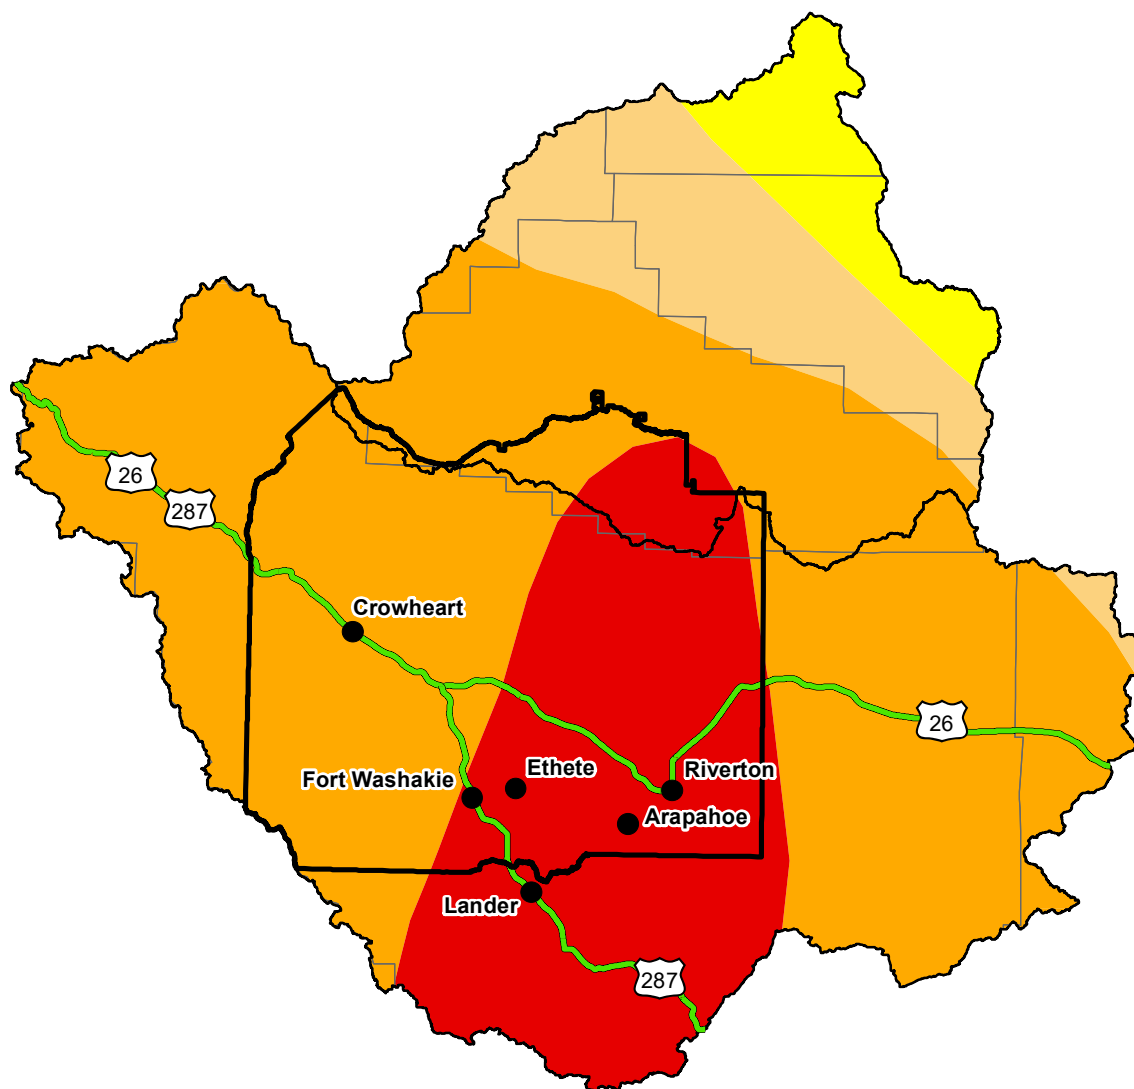 26
287
Crowheart
Ethete
Fort Washakie
Riverton
Arapahoe
26
Lander
287